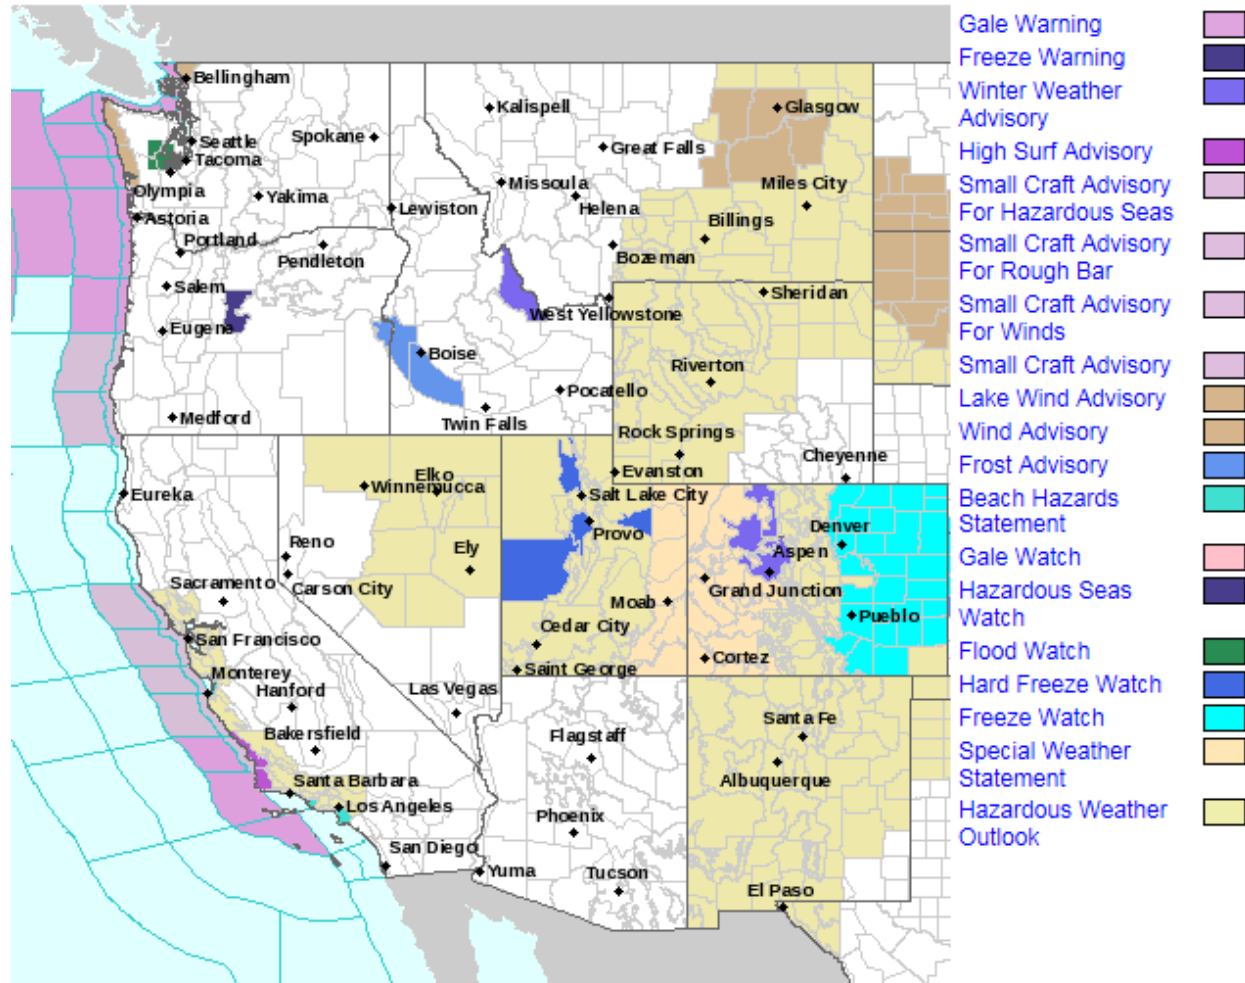 Bellingham
Seattle
Tacoma
Olympia
Spokane
Yakima
Astoria
Portland
Pendleton
Lewiston
Salem
Eugene
Medford
Kalispell
Great Falls
Missoula
Helena
Glasgow
Miles City
Billings
Bozeman
West Yellowstone
Boise
Pocatello
Twin Falls
Sheridan
Riverton
Rock Springs
Evanston
Cheyenne
Eureka
Winnemucca
Elko
Ely
Reno
Carson City
Sacramento
San Francisco
Monterey
Hanford
Bakersfield
Las Vegas
Santa Barbara
Los Angeles
San Diego
Salt Lake City
Provo
Moab
Cedar City
Saint George
Denver
Aspen
Grand Junction
Pueblo
Cortez
Flagstaff
Phoenix
Tucson
Yuma
Santa Fe
Albuquerque
El Paso
Gale Warning
Freeze Warning
Winter Weather
Advisory
High Surf Advisory
Small Craft Advisory
For Hazardous Seas
Small Craft Advisory
For Rough Bar
Small Craft Advisory
For Winds
Small Craft Advisory
Lake Wind Advisory
Wind Advisory
Frost Advisory
Beach Hazards
Statement
Gale Watch
Hazardous Seas
Watch
Flood Watch
Hard Freeze Watch
Freeze Watch
Special Weather
Statement
Hazardous Weather
Outlook